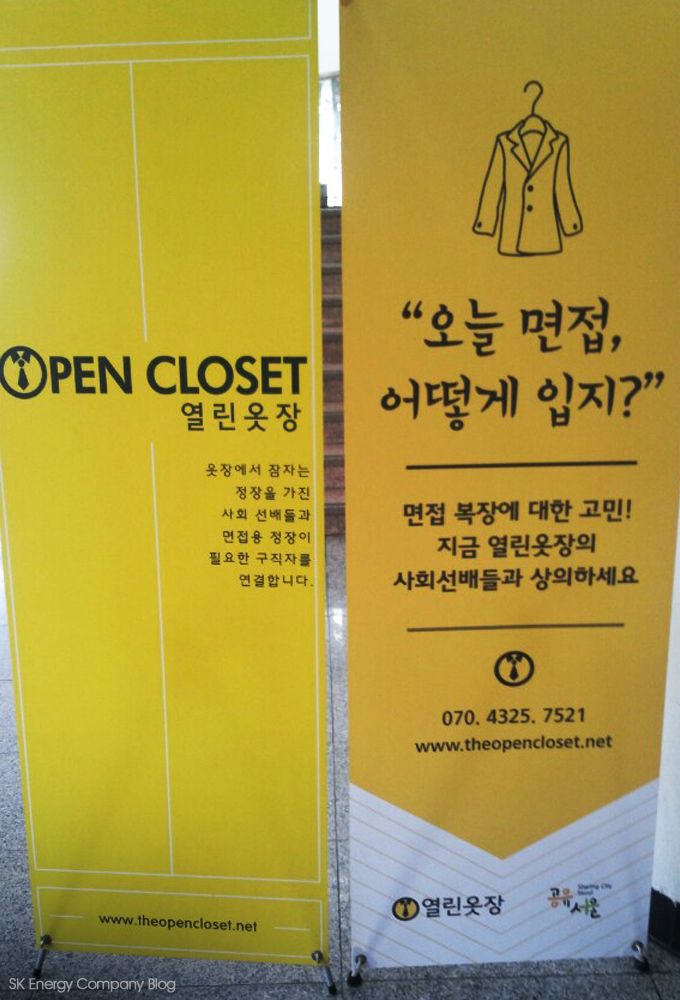 OPEN CLOSET
열린옷장
옷장에서 잠자는
정장을 가진
사회 선배들과
면접용 정장이
필요한 구직자를
연결합니다.
www.theopencloset.net
“오늘 면접,
어떻게 입지?”
면접 복장에 대한 고민!
지금 열린옷장의
사회선배들과 상의하세요
070. 4325. 7521
www.theopencloset.net
열린옷장
공유
서울
Sharing City
Seoul
SK Energy Company Blog